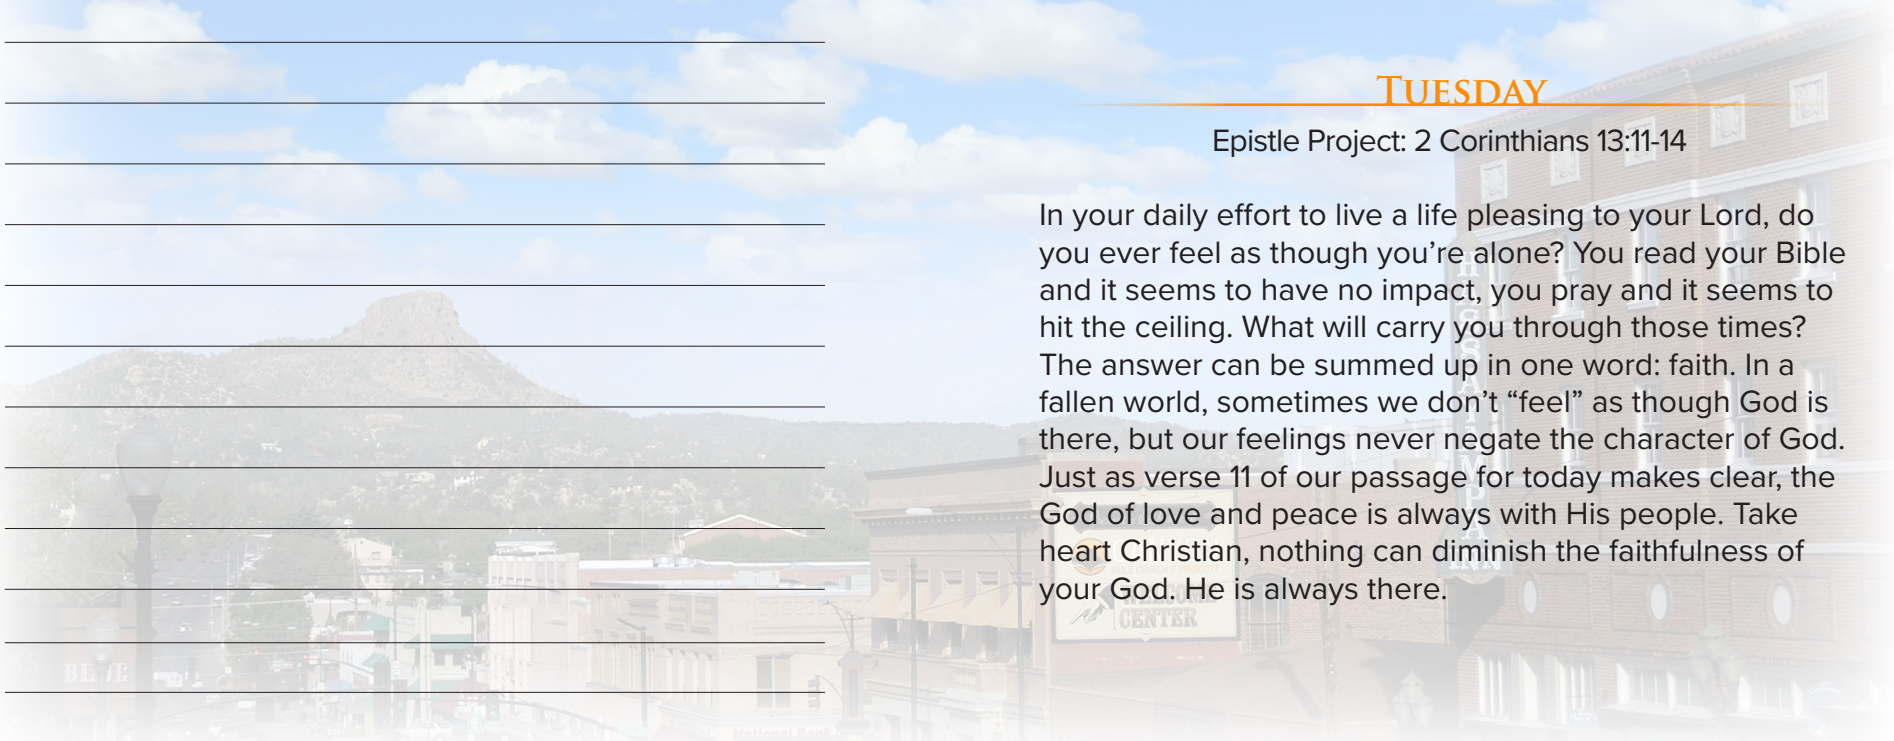 TUESDAY
Epistle Project: 2 Corinthians 13:11-14
In your daily effort to live a life pleasing to your Lord, do
you ever feel as though you’re alone? You read your Bible
and it seems to have no impact, you pray and it seems to
hit the ceiling. What will carry you through those times?
The answer can be summed up in one word: faith. In a
fallen world, sometimes we don’t “feel” as though God is
there, but our feelings never negate the character of God.
Just as verse 11 of our passage for today makes clear, the
God of love and peace is always with His people. Take
heart Christian, nothing can diminish the faithfulness of
your God. He is always there.
HASSAYAMPA
INN
WELCOME
CENTER
National Bank